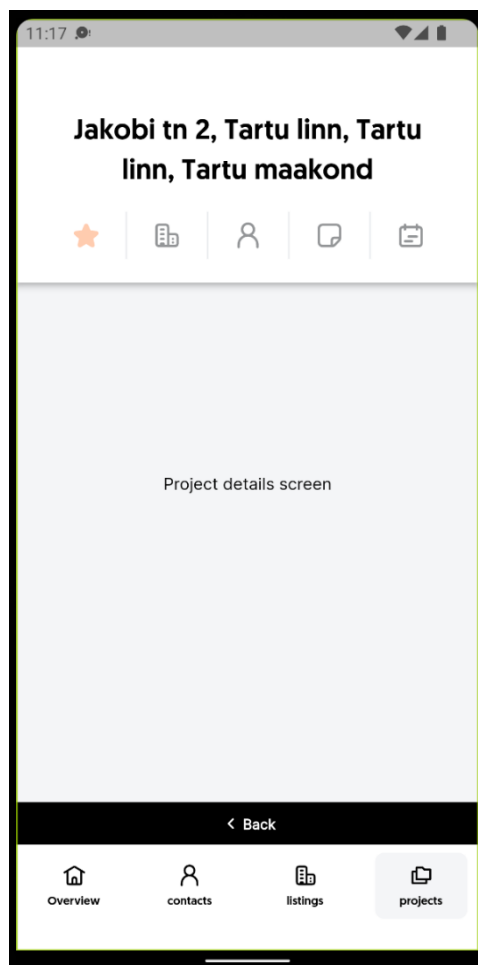 11:17
Jakobi tn 2, Tartu linn, Tartu
linn, Tartu maakond
Project details screen
Back
Overview
contacts
listings
projects